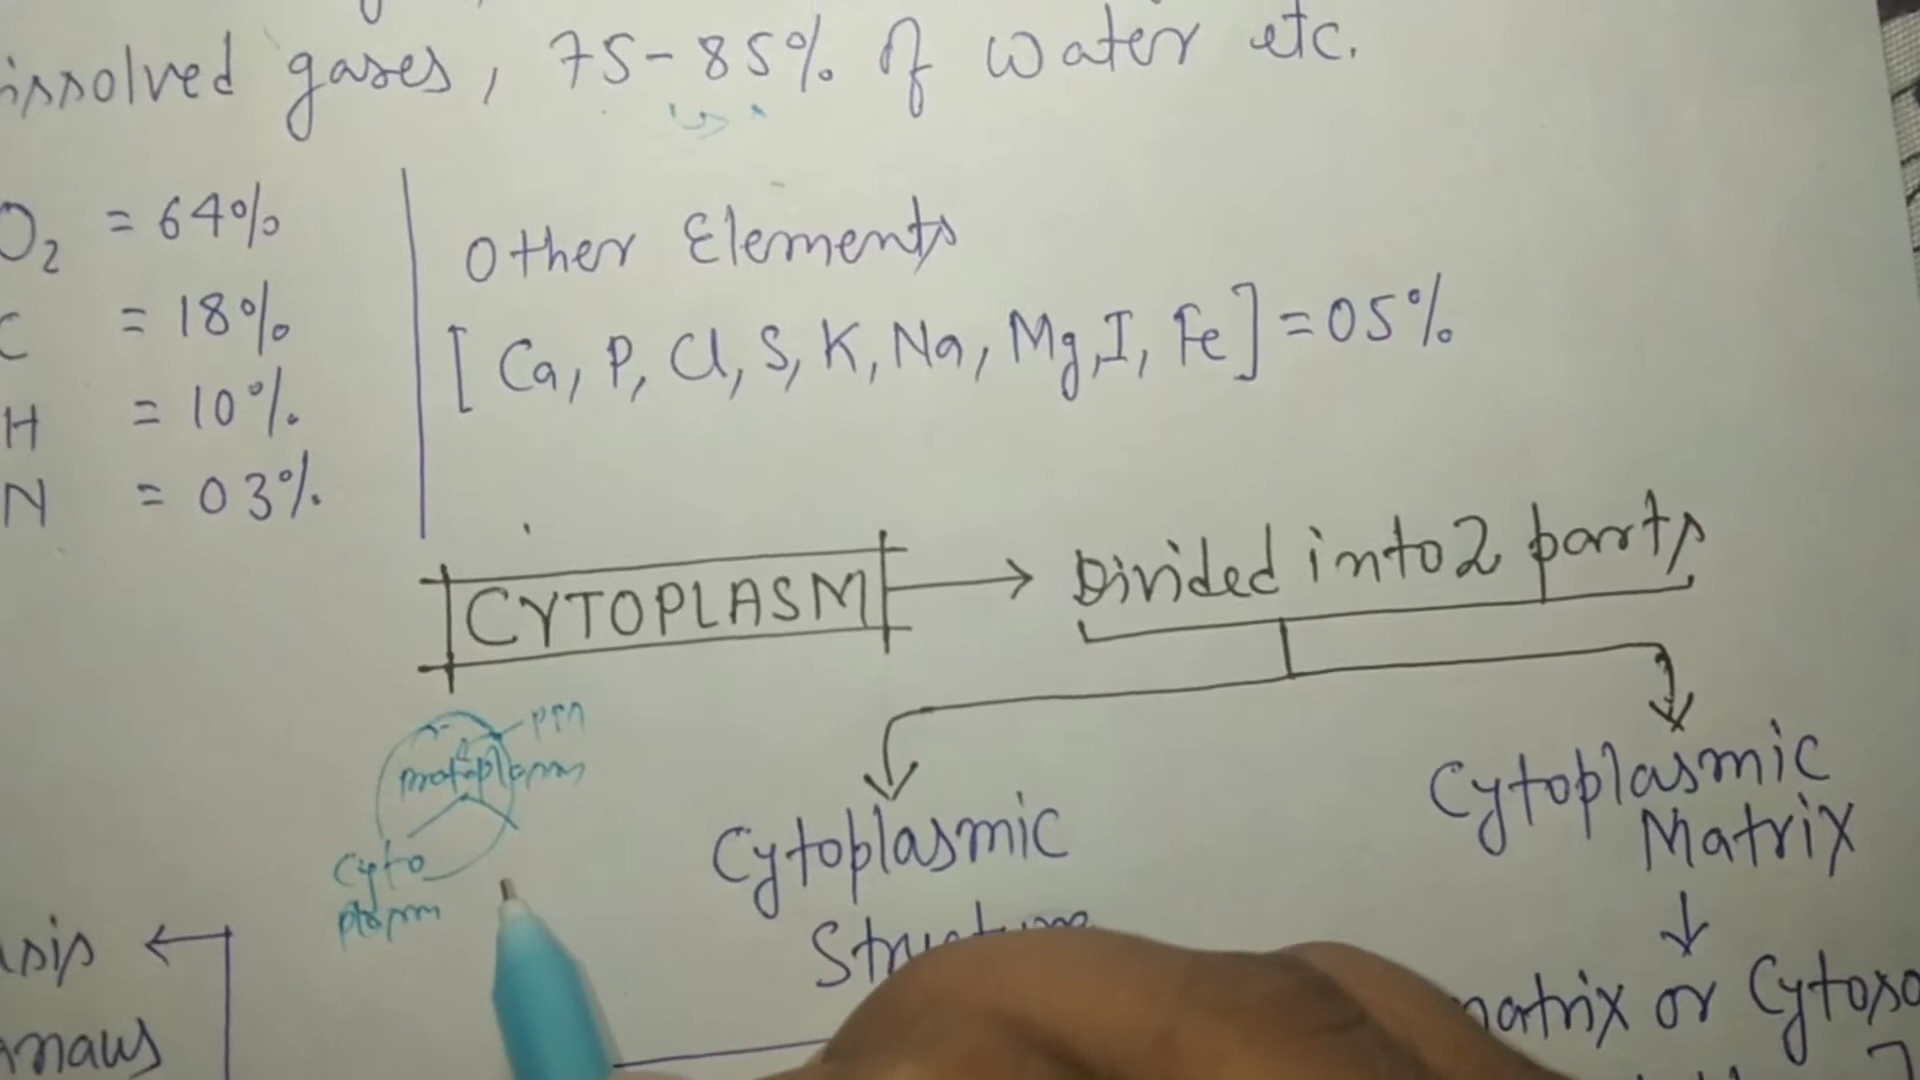 issolved gases, 75-85% of water etc.
O2 = 64%
C = 18%
H = 10%
N = 03%
Other Elements
[Ca, P, Cl, S, K, Na, Mg, I, Fe] = 05%
CYTOPLASM → Divided into 2 parts
protoplasm
Cyto
plasm
Cytoplasmic
Structure
Cytoplasmic
Matrix
matrix or Cytoso